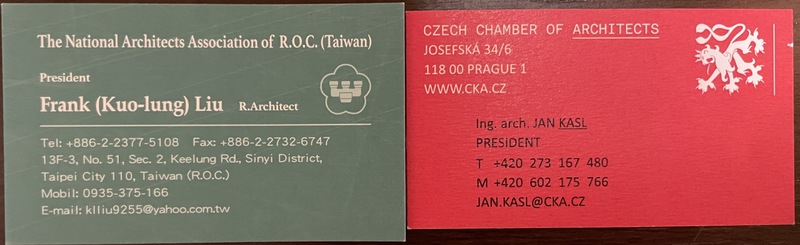 The National Architects Association of R.O.C. (Taiwan)
President
Frank (Kuo-lung) Liu R.Architect
Tel: +886-2-2377-5108 Fax: +886-2-2732-6747
13F-3, No. 51, Sec. 2, Keelung Rd., Sinyi District,
Taipei City 110, Taiwan (R.O.C.)
Mobil: 0935-375-166
E-mail: klliu9255@yahoo.com.tw
CZECH CHAMBER OF ARCHITECTS
JOSEFSKÁ 34/6
118 00 PRAGUE 1
WWW.CKA.CZ
Ing. arch. JAN KASL
PRESIDENT
T +420 273 167 480
M +420 602 175 766
JAN.KASL@CKA.CZ